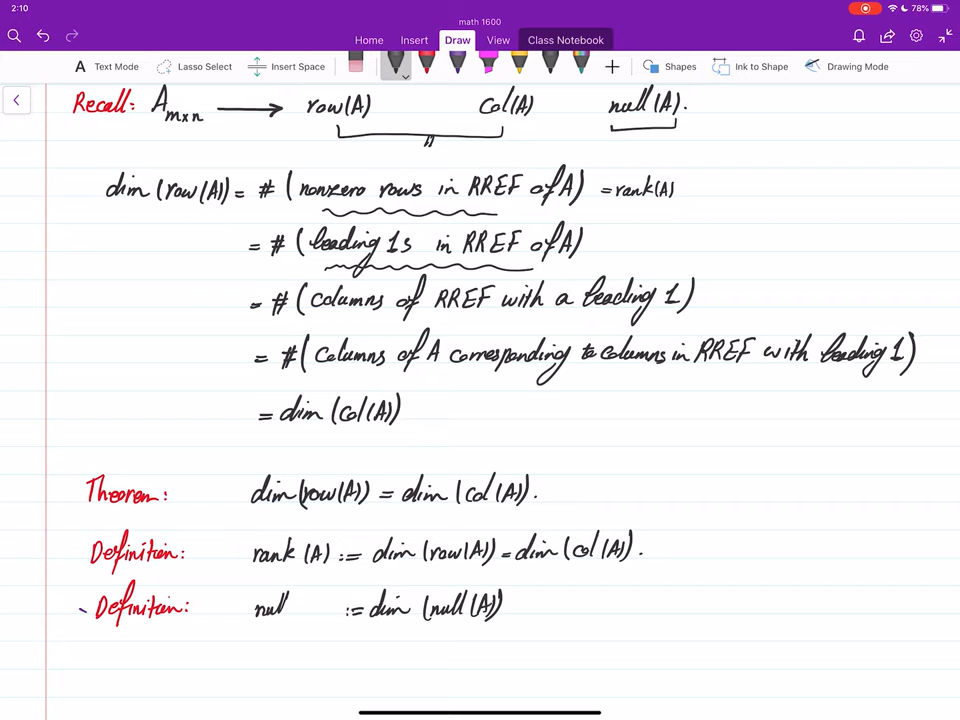 2:10
78%
math 1600
Home Insert Draw View Class Notebook
Text Mode Lasso Select Insert Space Shapes Ink to Shape Drawing Mode
Recall: A m×n → row(A) Col(A) null(A).
dim(row(A)) = # (nonzero rows in RREF of A) = rank(A)
= # (leading 1s in RREF of A)
= # (columns of RREF with a leading 1)
= # (columns of A corresponding to columns in RREF with leading 1)
= dim(Col(A))
Theorem: dim(row(A)) = dim(Col(A)).
Definition: rank(A) := dim(row(A)) = dim(Col(A)).
Definition: null := dim(null(A))